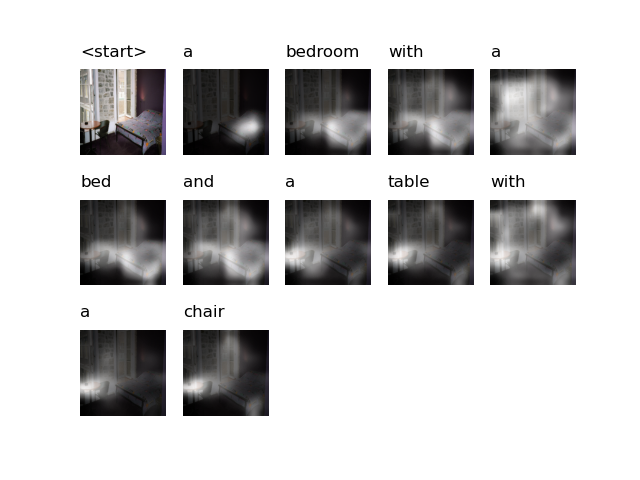 <start> a bedroom with a
bed and a table with
a chair